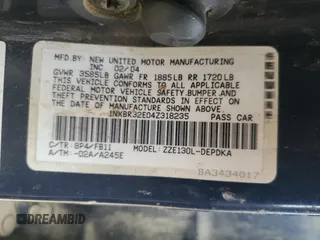 MFD BY: NEW UNITED MOTOR MANUFACTURING
INC 02/04
GVWR 3585LB GAWR FR 1885LB RR 1720LB
THIS VEHICLE CONFORMS TO ALL APPLICABLE
FEDERAL MOTOR VEHICLE SAFETY, BUMPER, AND
THEFT PREVENTION STANDARDS IN EFFECT ON
THE DATE OF MANUFACTURE SHOWN ABOVE.
1NXBR32E04Z318235 PASS CAR
C/TR: 8P4/FB11 MODEL: ZZE130L-DEPDKA
A/TM: -02A/A245E
BA3434017
DREAMBID